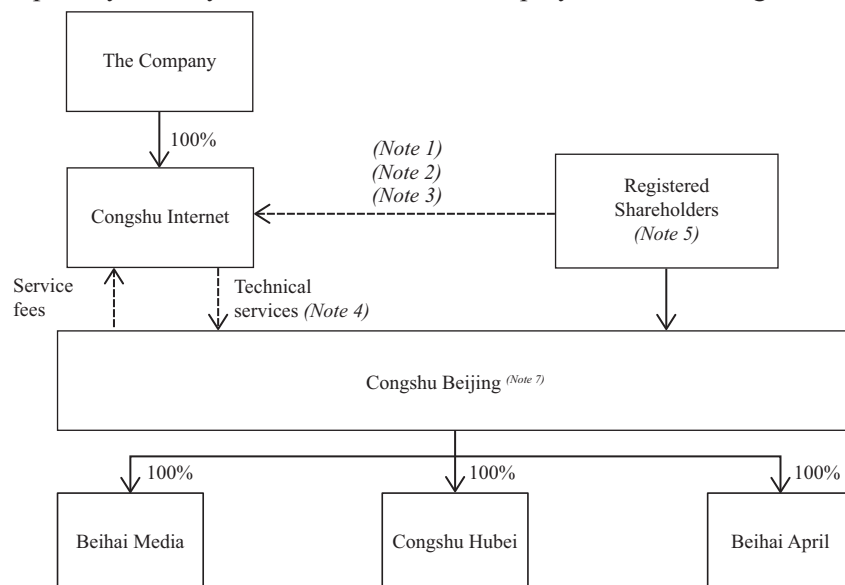 The Company
100%
(Note 1)
(Note 2)
(Note 3)
Congshu Internet
Registered
Shareholders
(Note 5)
Service
fees
Technical
services (Note 4)
Congshu Beijing (Note 7)
100%
100%
100%
Beihai Media
Congshu Hubei
Beihai April